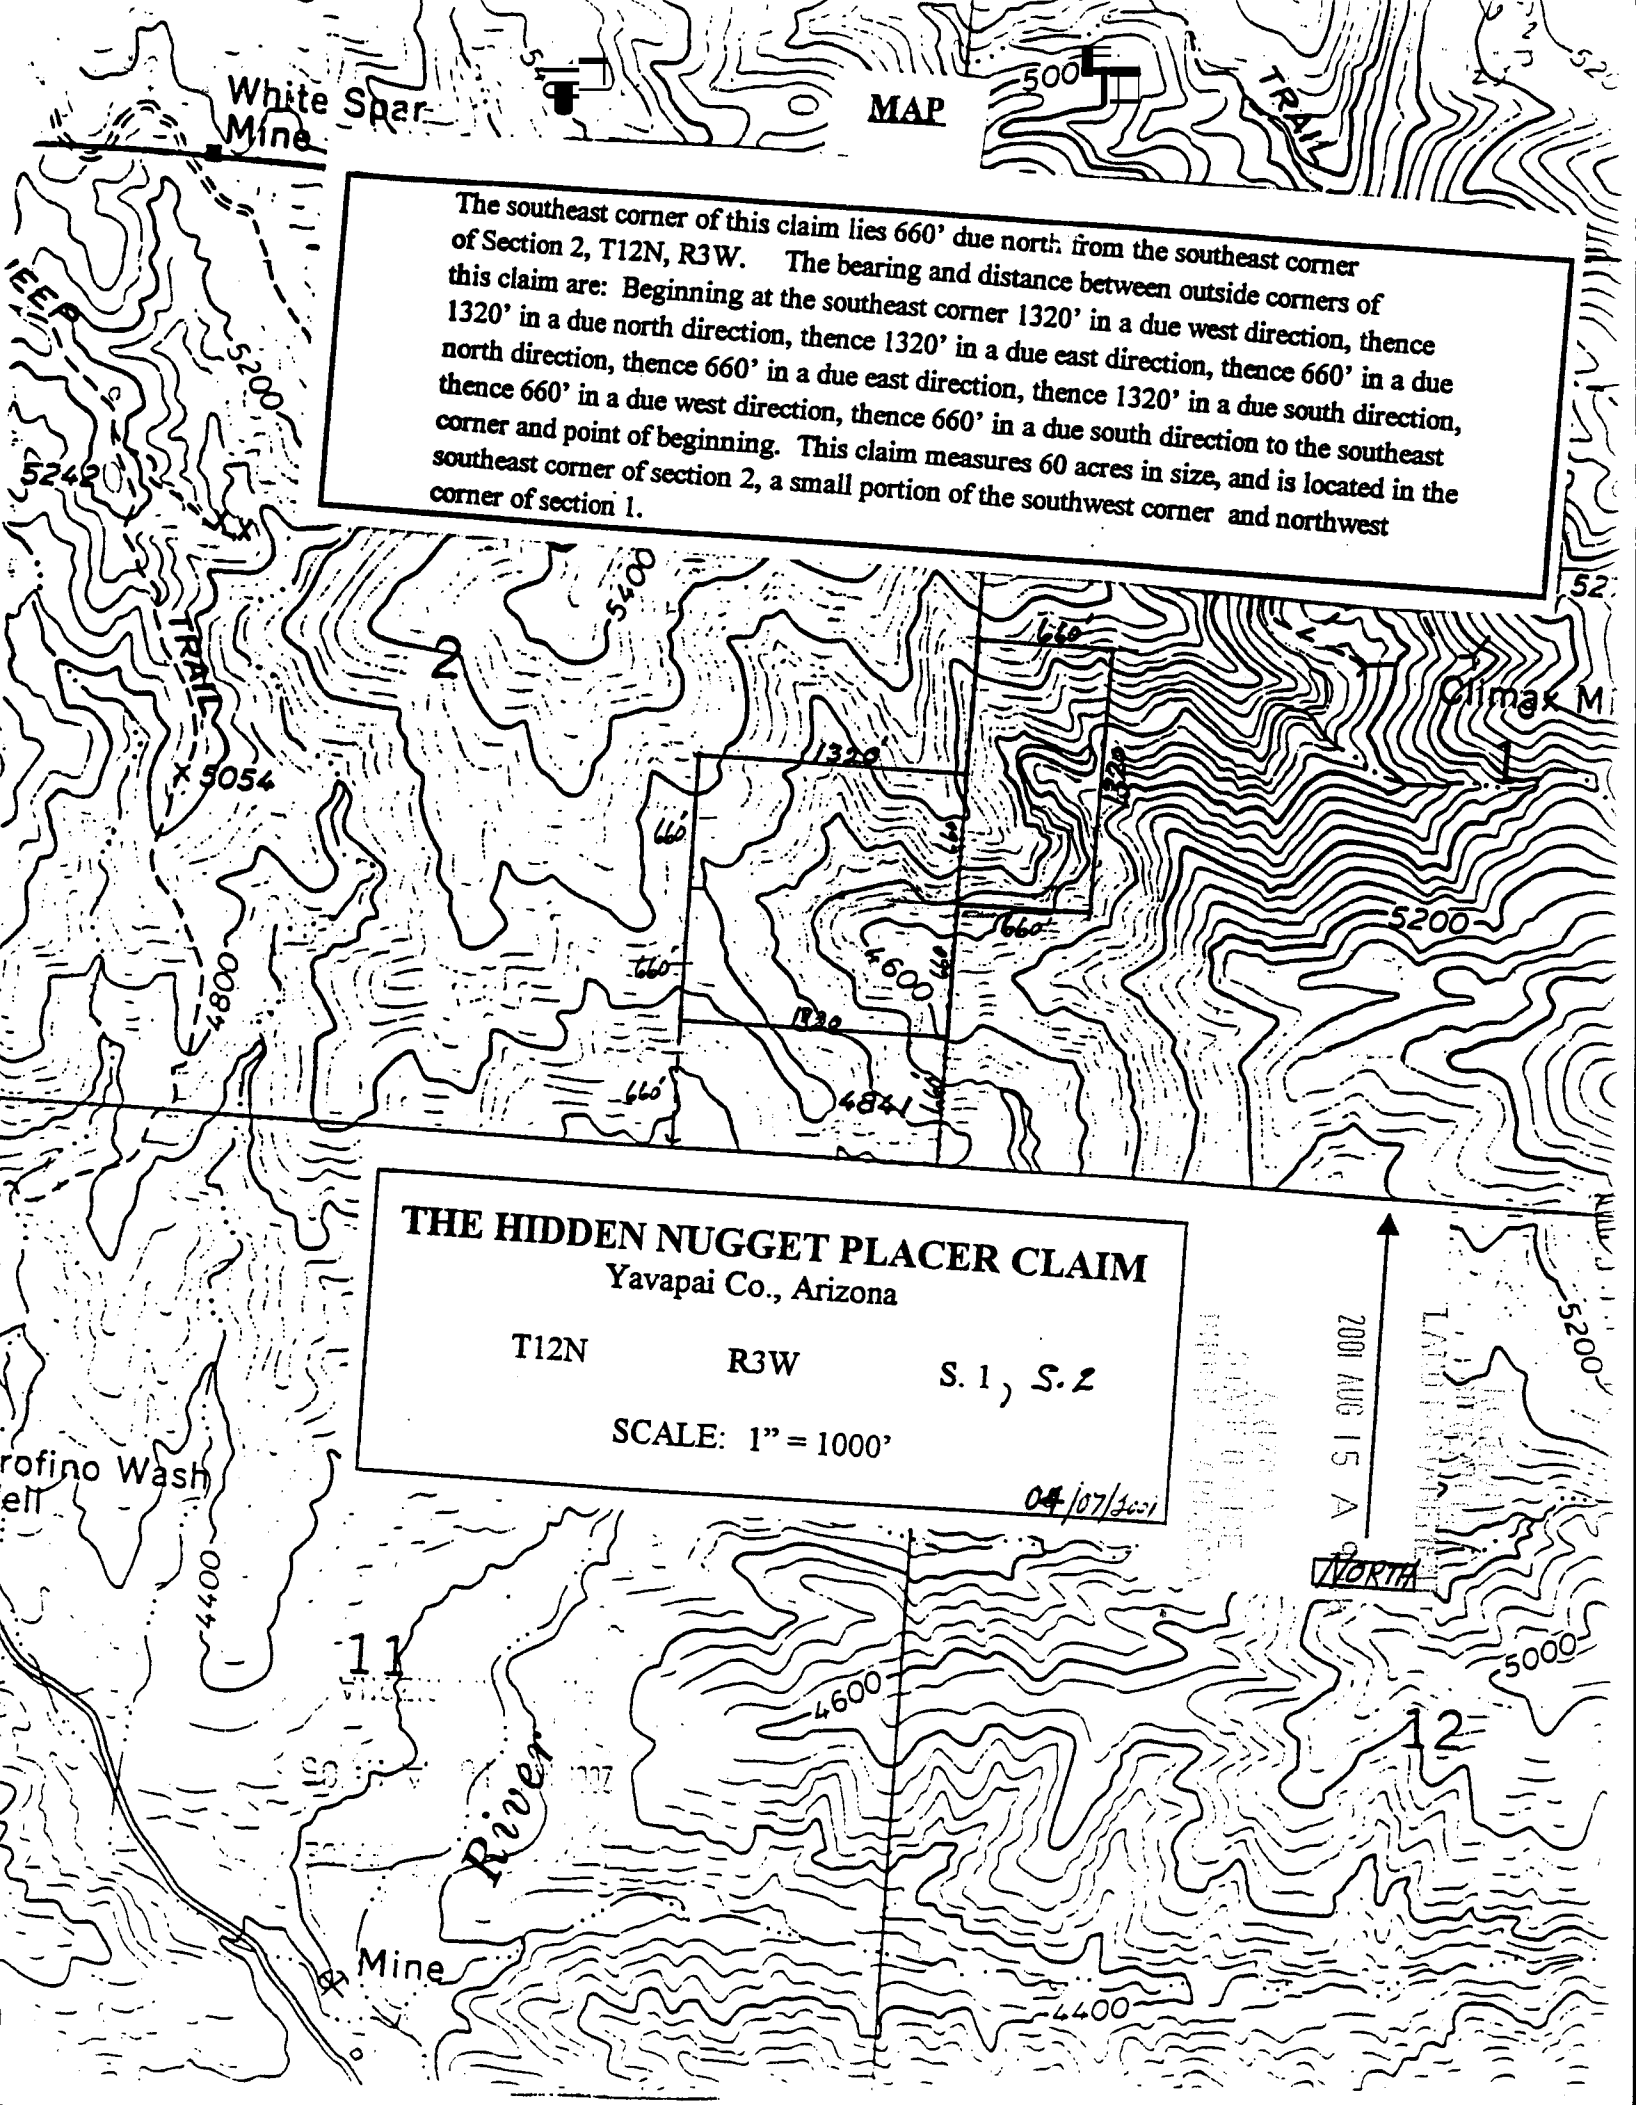 White Spar
Mine
MAP
500
TRAIL
The southeast corner of this claim lies 660' due north from the southeast corner
of Section 2, T12N, R3W. The bearing and distance between outside corners of
this claim are: Beginning at the southeast corner 1320' in a due west direction, thence
1320' in a due north direction, thence 1320' in a due east direction, thence 660' in a due
north direction, thence 660' in a due east direction, thence 1320' in a due south direction,
thence 660' in a due west direction, thence 660' in a due south direction to the southeast
corner and point of beginning. This claim measures 60 acres in size, and is located in the
southeast corner of section 2, a small portion of the southwest corner and northwest
corner of section 1.
5200
5242
5400
52
TRAIL
2
660'
Climax Mi
1
1320'
1320
5054
660'
660
5200
660
4600
660
660
4800
1320
660'
4841
660'
THE HIDDEN NUGGET PLACER CLAIM
Yavapai Co., Arizona
T12N R3W S. 1, S. 2
SCALE: 1" = 1000'
04/07/2001
2001 AUG 15 A
NORTH
5200
rofino Wash
ell
4400
11
4600
5000
12
River
Mine
4400